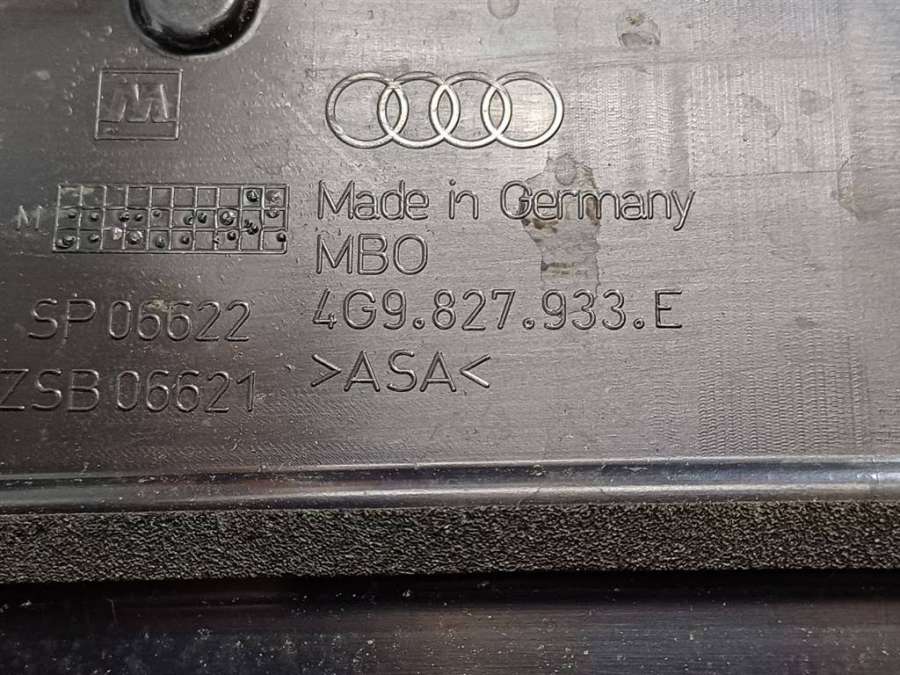 M
Made in Germany
MBO
SP 06622
4G9.827.933.E
ZSB 06621
>ASA<